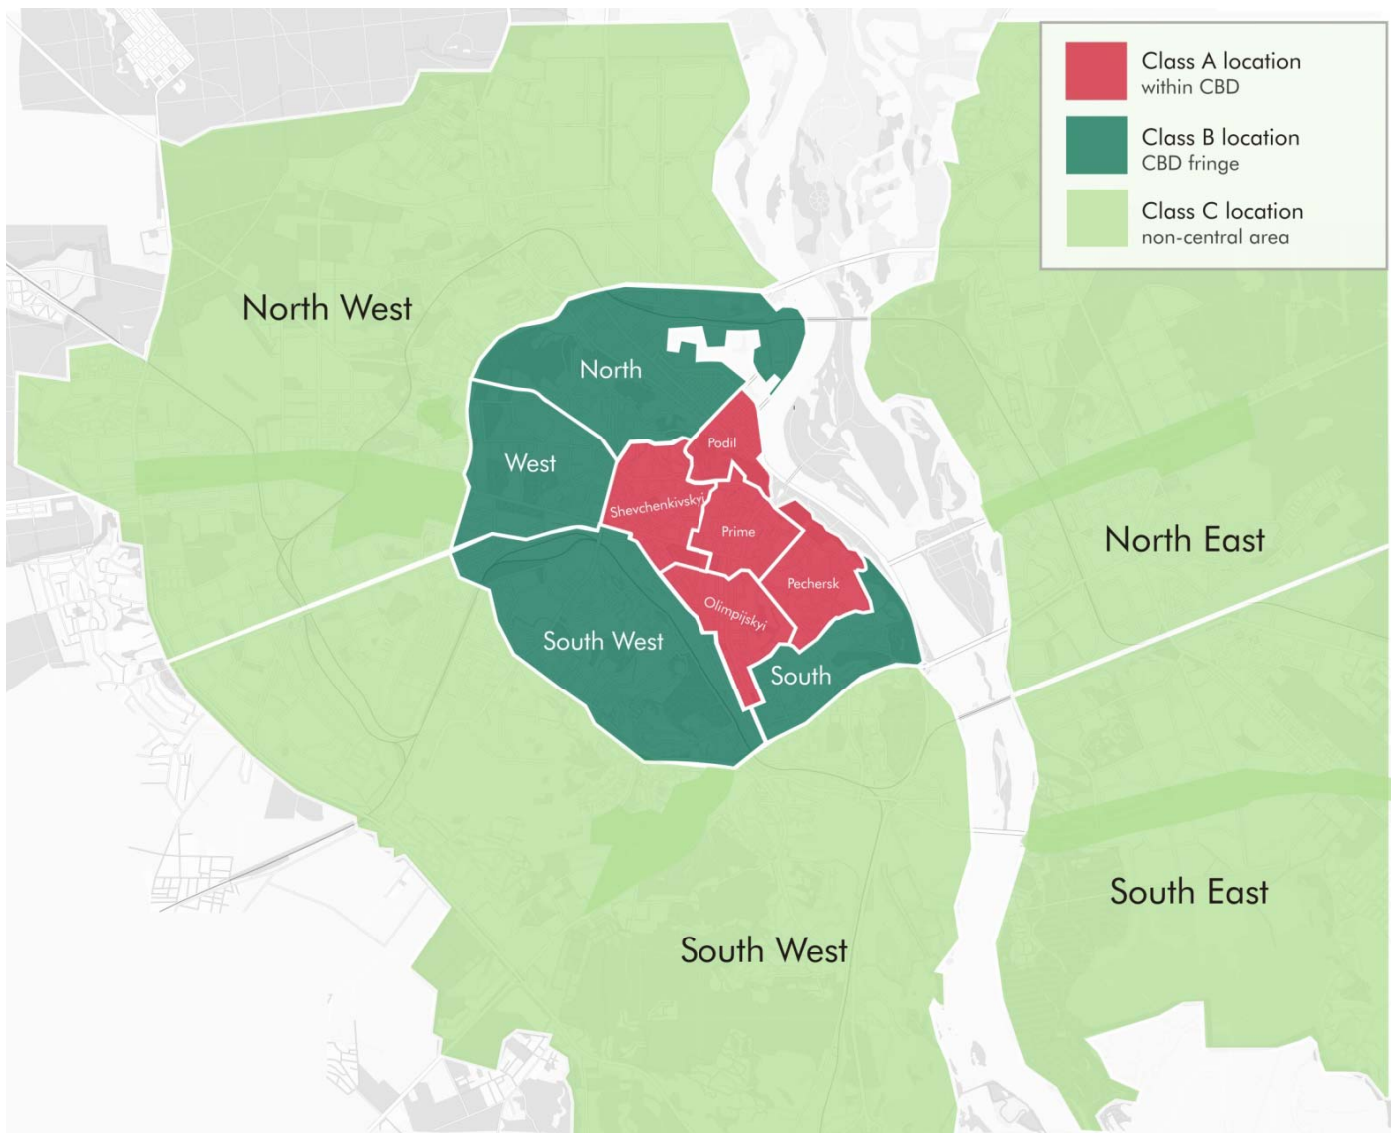 Class A location
within CBD
Class B location
CBD fringe
Class C location
non-central area
North West
North
Podil
West
Shevchenkivskyi
Prime
North East
Pechersk
Olimpijskyi
South West
South
South East
South West